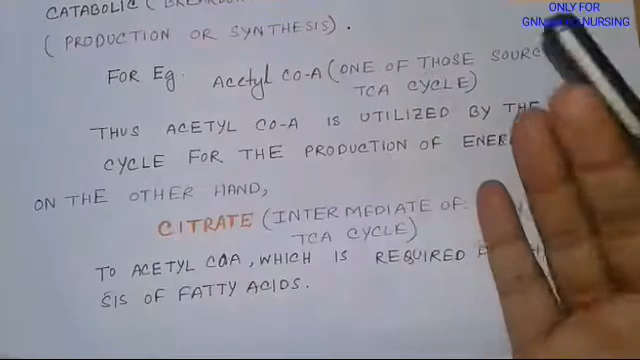 CATABOLIC (
(PRODUCTION OR SYNTHESIS).
FOR Eg. Acetyl CO-A (ONE OF THOSE
TCA CYCLE)
THUS ACETYL CO-A IS UTILIZED BY THE
CYCLE FOR THE PRODUCTION OF
ON THE OTHER HAND,
CITRATE (INTERMEDIATE OF
TCA CYCLE)
TO ACETYL COA, WHICH IS REQUIRED
SIS OF FATTY ACIDS.
ONLY FOR
NURSING